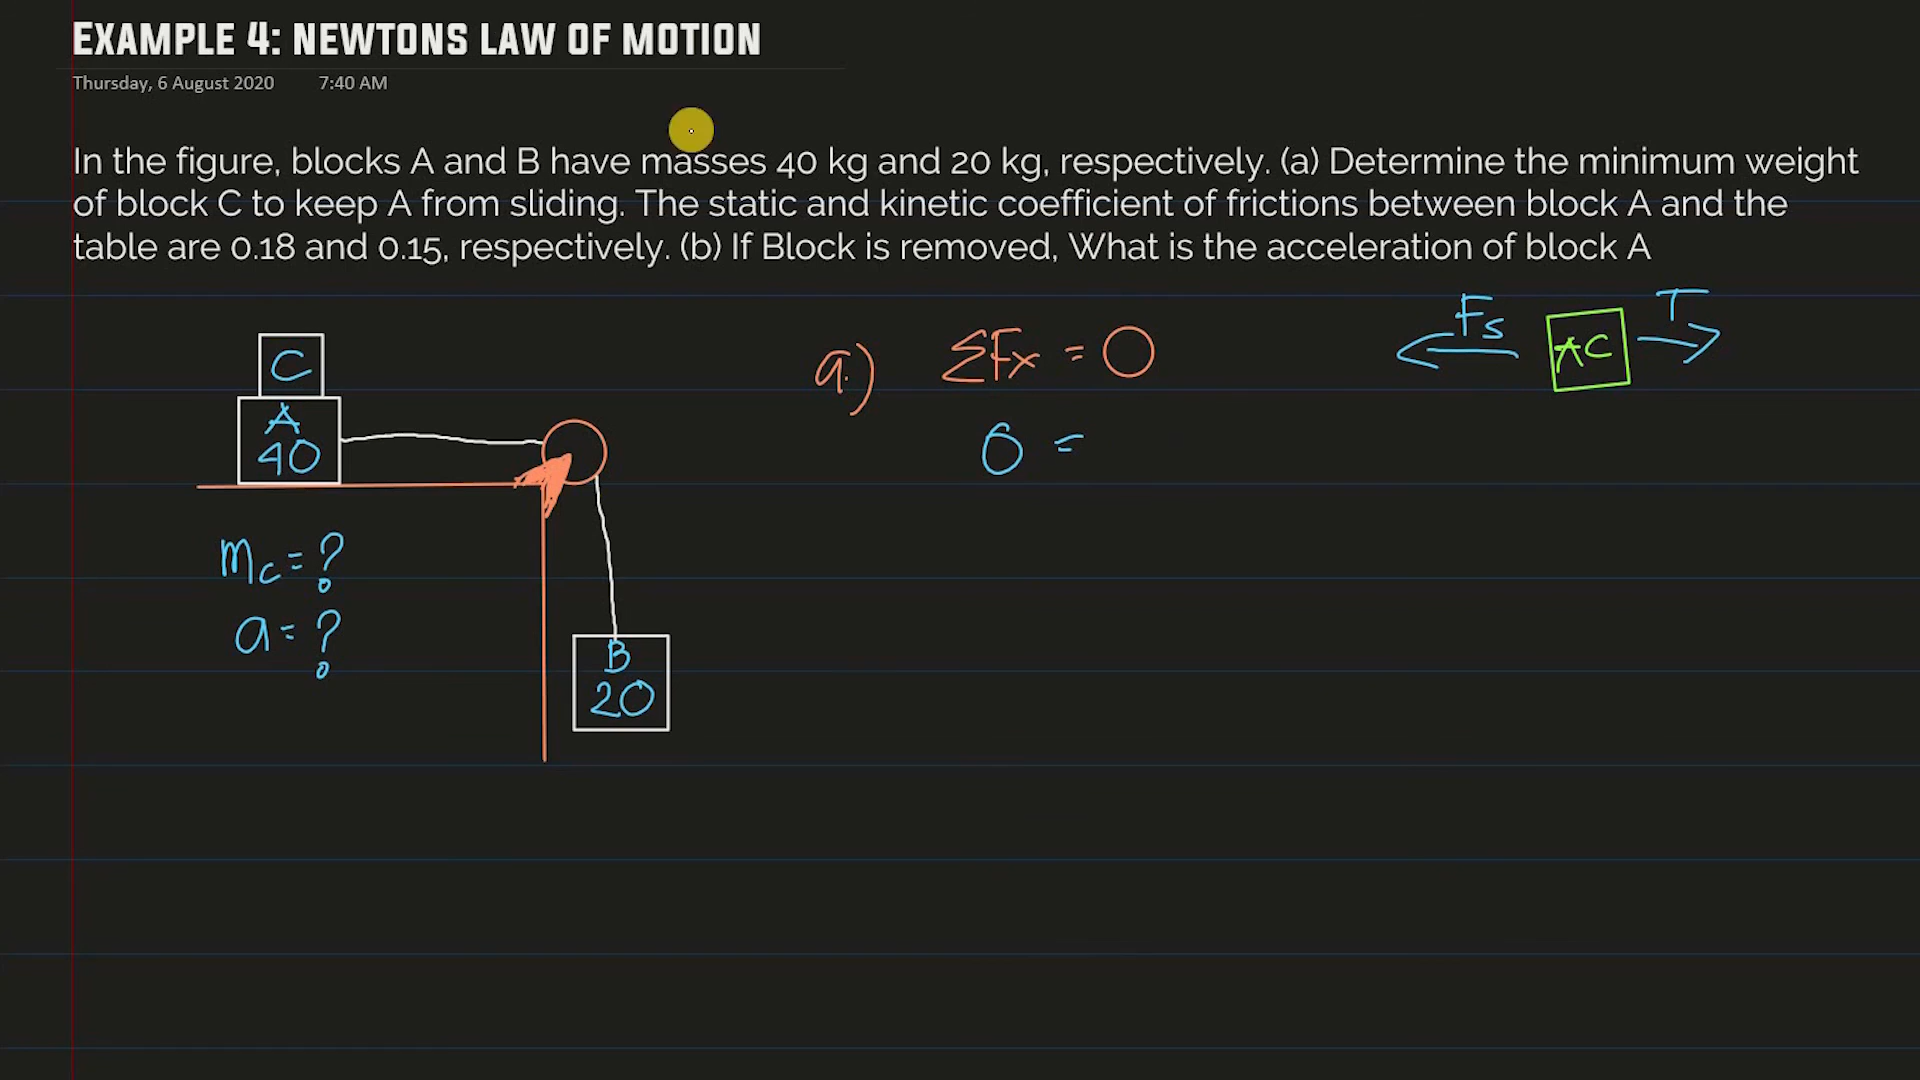 EXAMPLE 4: NEWTONS LAW OF MOTION
Thursday, 6 August 2020 7:40 AM
In the figure, blocks A and B have masses 40 kg and 20 kg, respectively. (a) Determine the minimum weight
of block C to keep A from sliding. The static and kinetic coefficient of frictions between block A and the
table are 0.18 and 0.15, respectively. (b) If Block is removed, What is the acceleration of block A
a.) ΣFx = 0
0 =
Fs AC T
C
A
40
mc = ?
a = ?
B
20